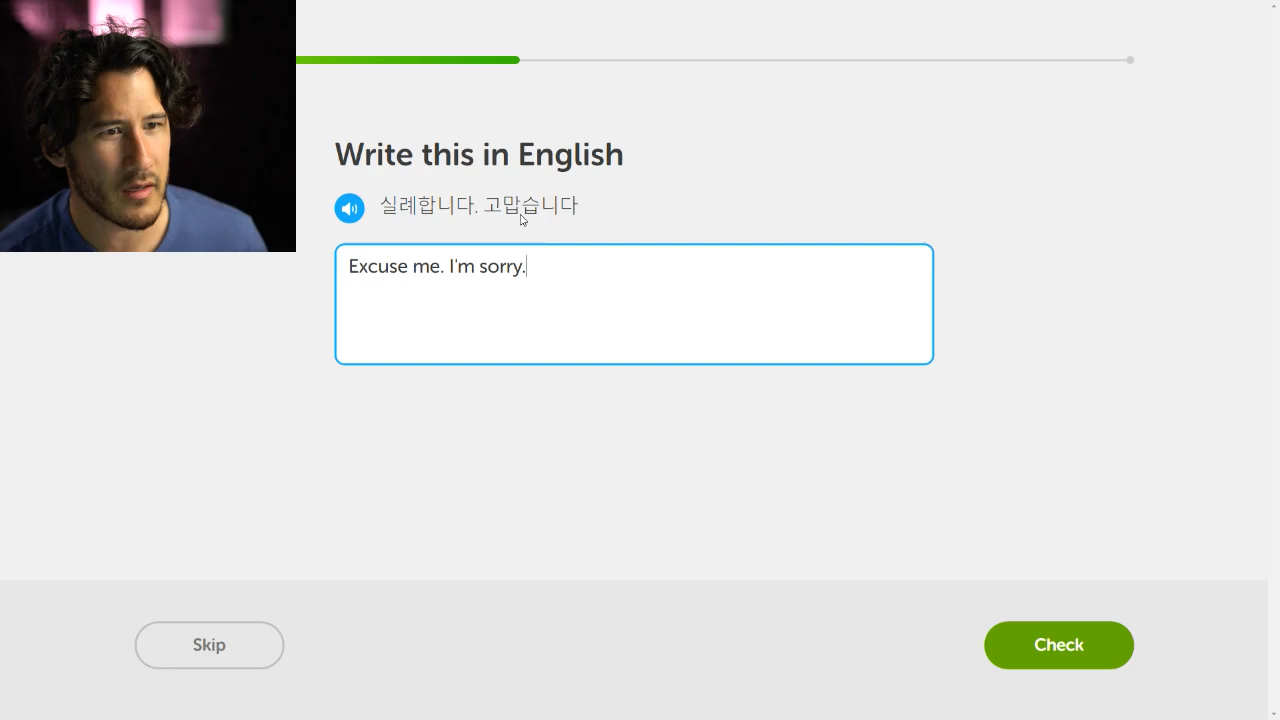 Write this in English
실례합니다. 고맙습니다
Excuse me. I'm sorry.
Skip
Check